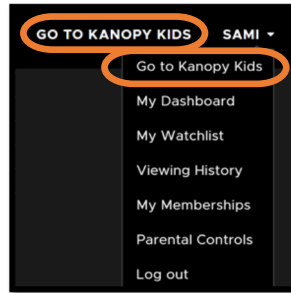 GO TO KANOPY KIDS SAMI
Go to Kanopy Kids
My Dashboard
My Watchlist
Viewing History
My Memberships
Parental Controls
Log out